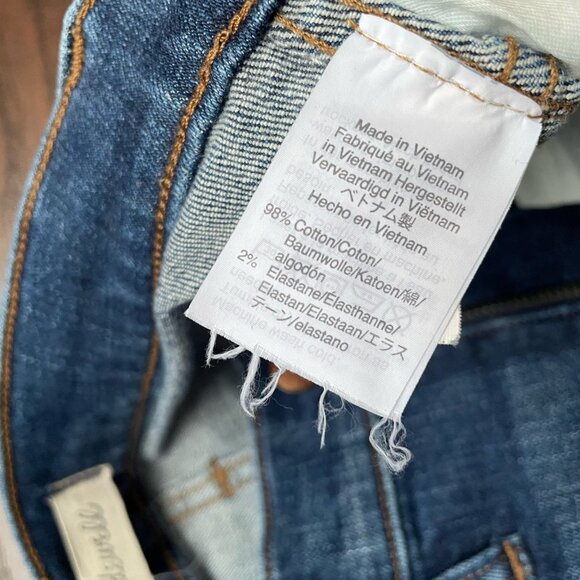 Made in Vietnam
Fabriqué au Vietnam
in Vietnam Hergestellt
Vervaardigd in Viëtnam
ベトナム製
Hecho en Vietnam
98% Cotton/Coton/
Baumwolle/Katoen/綿/
algodón
2% Elastane/Élasthanne/
Elastan/Elastaan/エラス
テーン/elastano